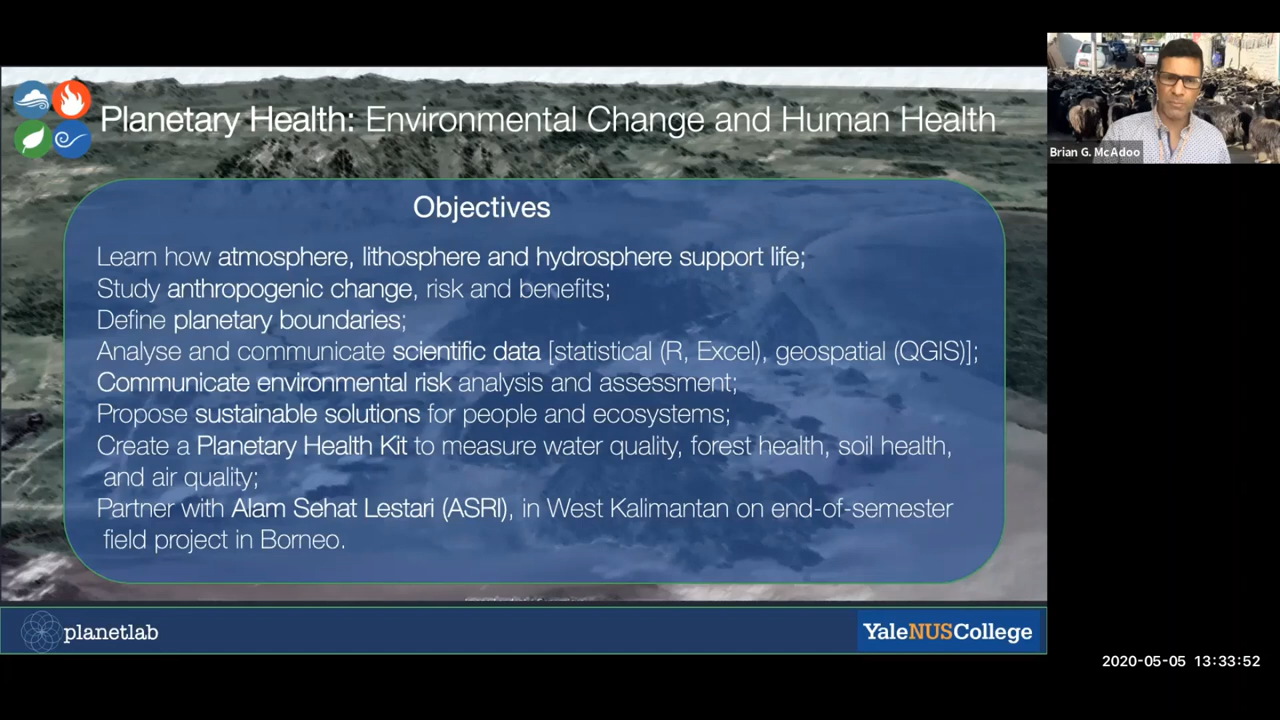 Planetary Health: Environmental Change and Human Health
Brian G. McAdoo
Objectives
Learn how atmosphere, lithosphere and hydrosphere support life;
Study anthropogenic change, risk and benefits;
Define planetary boundaries;
Analyse and communicate scientific data [statistical (R, Excel), geospatial (QGIS)];
Communicate environmental risk analysis and assessment;
Propose sustainable solutions for people and ecosystems;
Create a Planetary Health Kit to measure water quality, forest health, soil health,
and air quality;
Partner with Alam Sehat Lestari (ASRI), in West Kalimantan on end-of-semester
field project in Borneo.
planetlab
YaleNUSCollege
2020-05-05 13:33:52